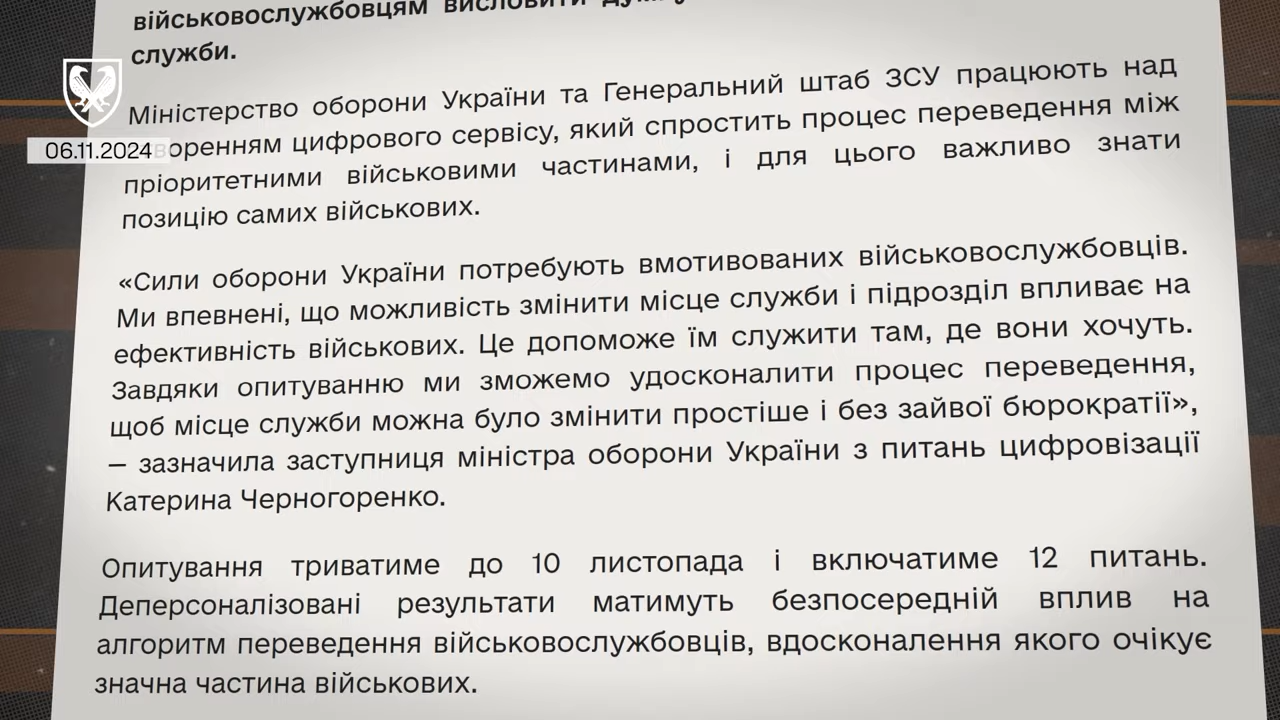 військовослужбовцям висловити
служби.
Міністерство оборони України та Генеральний штаб ЗСУ працюють над
воренням цифрового сервісу, який спростить процес переведення між
06.11.2024
пріоритетними військовими частинами, і для цього важливо знати
позицію самих військових.
«Сили оборони України потребують вмотивованих військовослужбовців.
Ми впевнені, що можливість змінити місце служби і підрозділ впливає на
ефективність військових. Це допоможе їм служити там, де вони хочуть.
Завдяки опитуванню ми зможемо удосконалити процес переведення,
щоб місце служби можна було змінити простіше і без зайвої бюрократії»,
– зазначила заступниця міністра оборони України з питань цифровізації
Катерина Черногоренко.
Опитування триватиме до 10 листопада і включатиме 12 питань.
Деперсоналізовані результати матимуть безпосередній вплив на
алгоритм переведення військовослужбовців, вдосконалення якого очікує
значна частина військових.